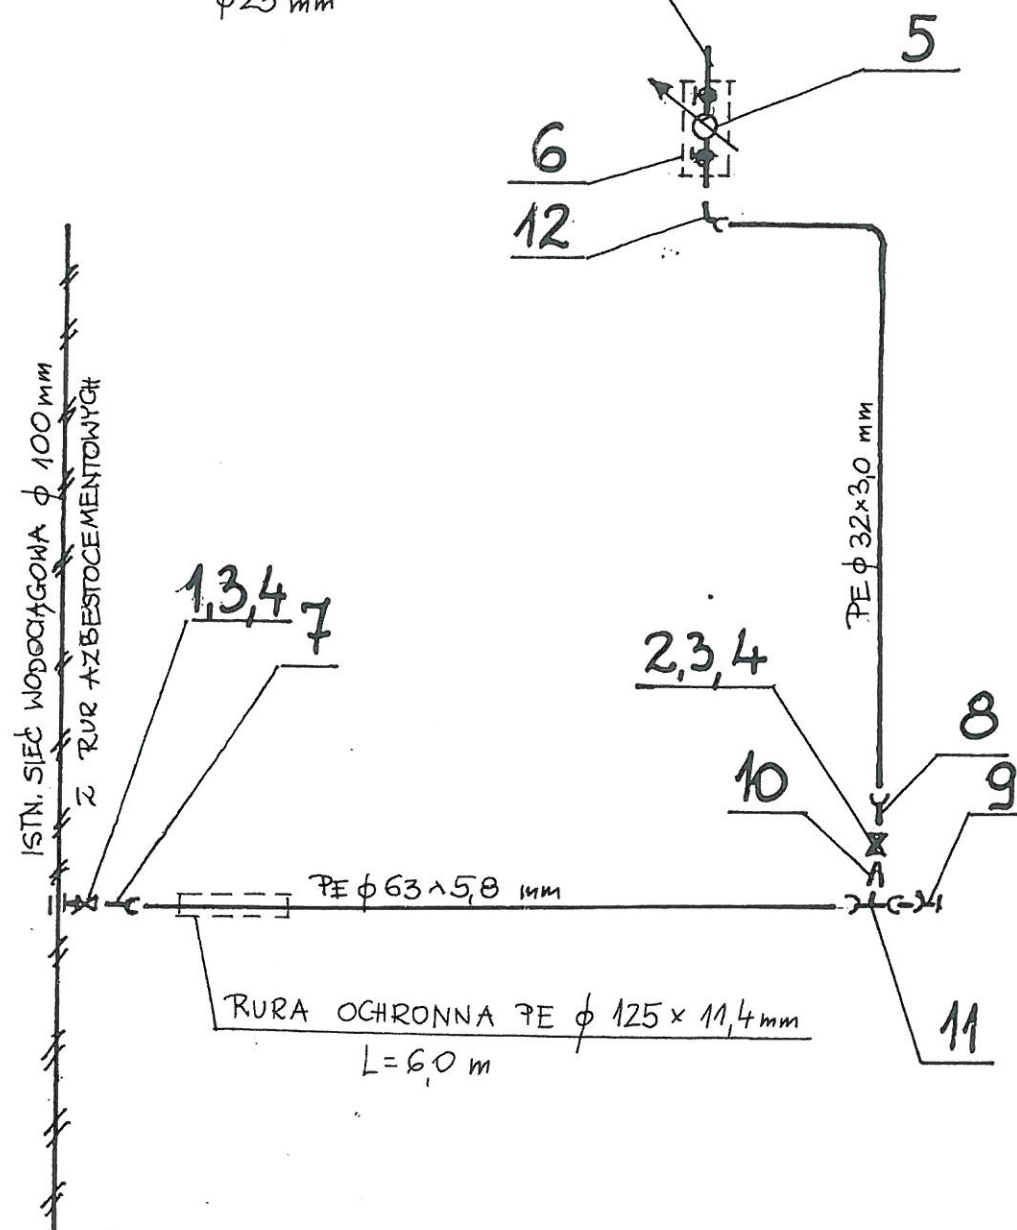 φ25 mm
5
6
12
ISTN. SIEĆ WODOCIĄGOWA φ 100 mm
Z RUR AZBESTOCEMENTOWYCH
PE φ 32×3,0 mm
1,3,4
7
2,3,4
8
10
9
PE φ 63×5,8 mm
RURA OCHRONNA PE φ 125 × 11,4 mm
L=6,0 m
11